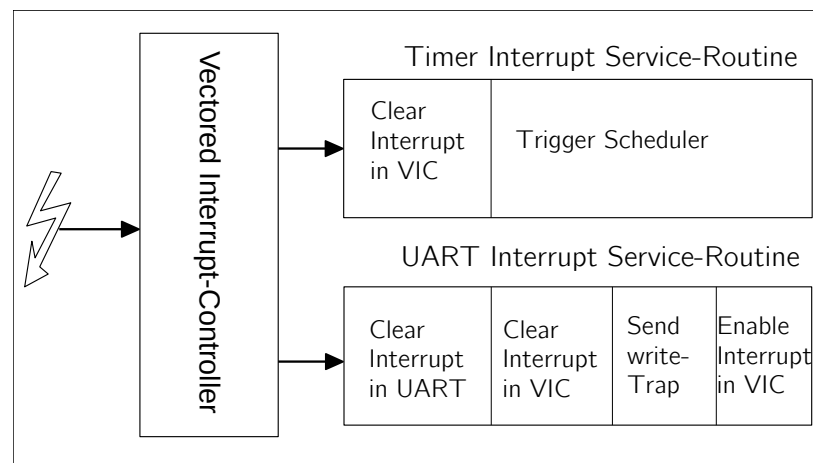 Vectored Interrupt-Controller
Timer Interrupt Service-Routine
Clear
Interrupt
in VIC
Trigger Scheduler
UART Interrupt Service-Routine
Clear
Interrupt
in UART
Clear
Interrupt
in VIC
Send
write-
Trap
Enable
Interrupt
in VIC